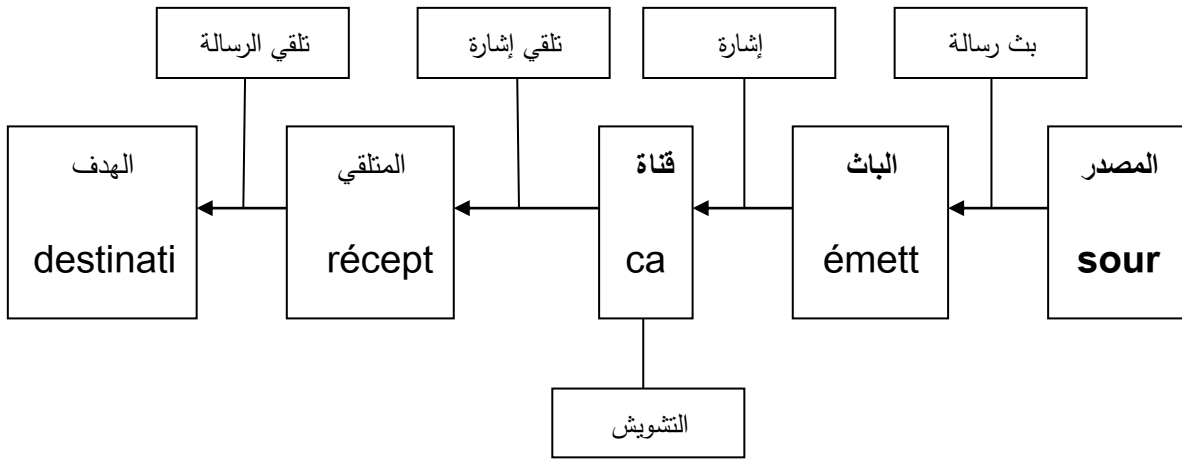 بث رسالة
إشارة
تلقي إشارة
تلقي الرسالة
المصدر
sour
الباث
émett
قناة
ca
المتلقي
récept
الهدف
destinati
التشويش